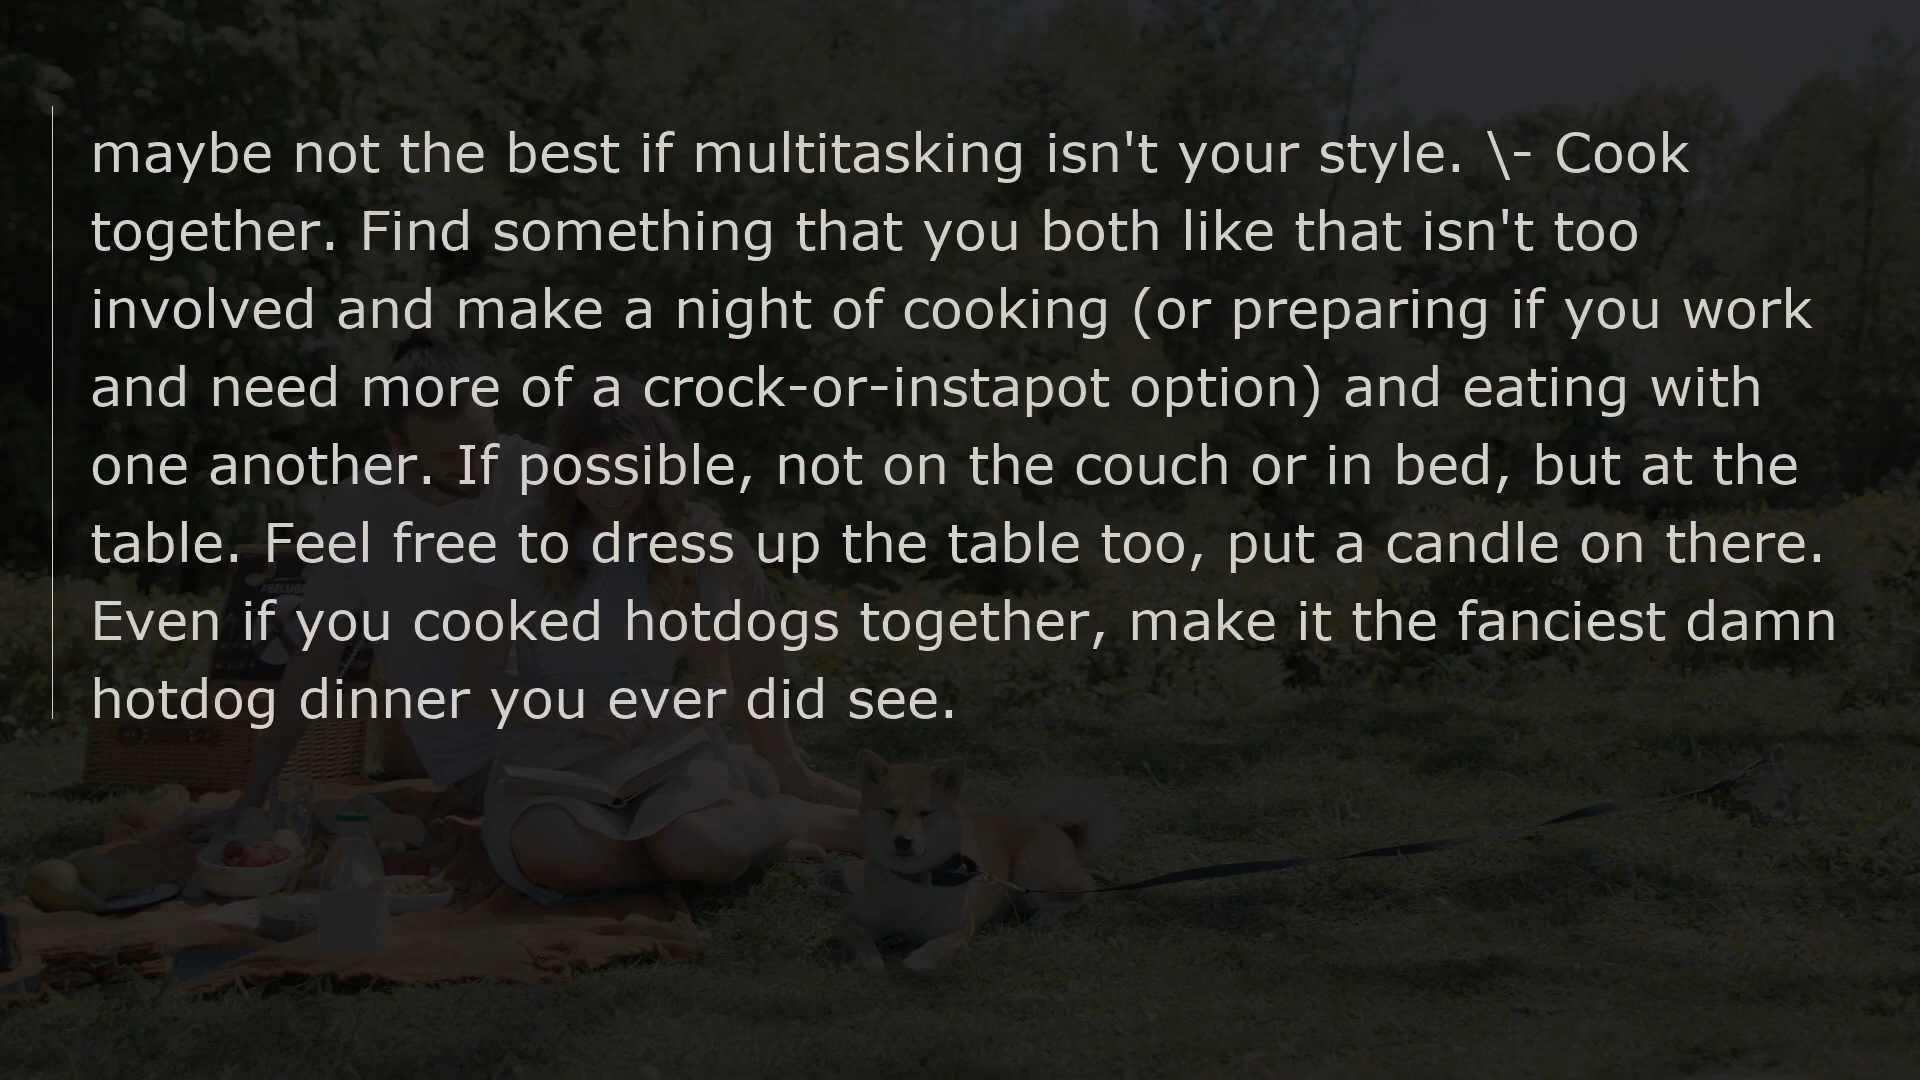 maybe not the best if multitasking isn't your style. \- Cook
together. Find something that you both like that isn't too
involved and make a night of cooking (or preparing if you work
and need more of a crock-or-instapot option) and eating with
one another. If possible, not on the couch or in bed, but at the
table. Feel free to dress up the table too, put a candle on there.
Even if you cooked hotdogs together, make it the fanciest damn
hotdog dinner you ever did see.